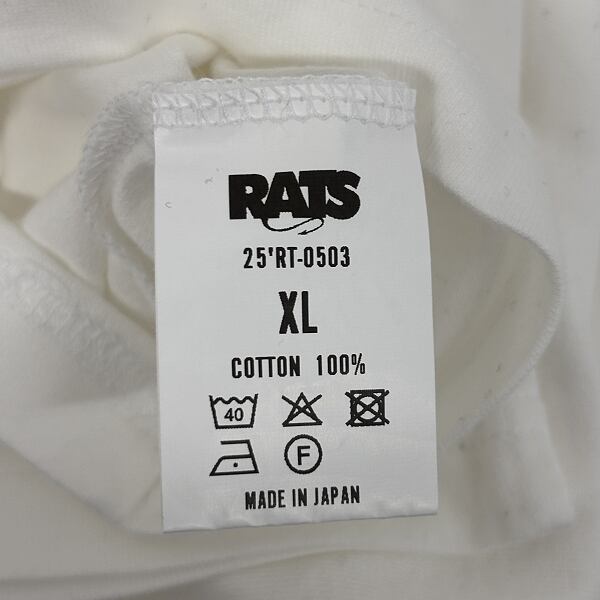 RATS
25'RT-0503
XL
COTTON 100%
40
F
MADE IN JAPAN